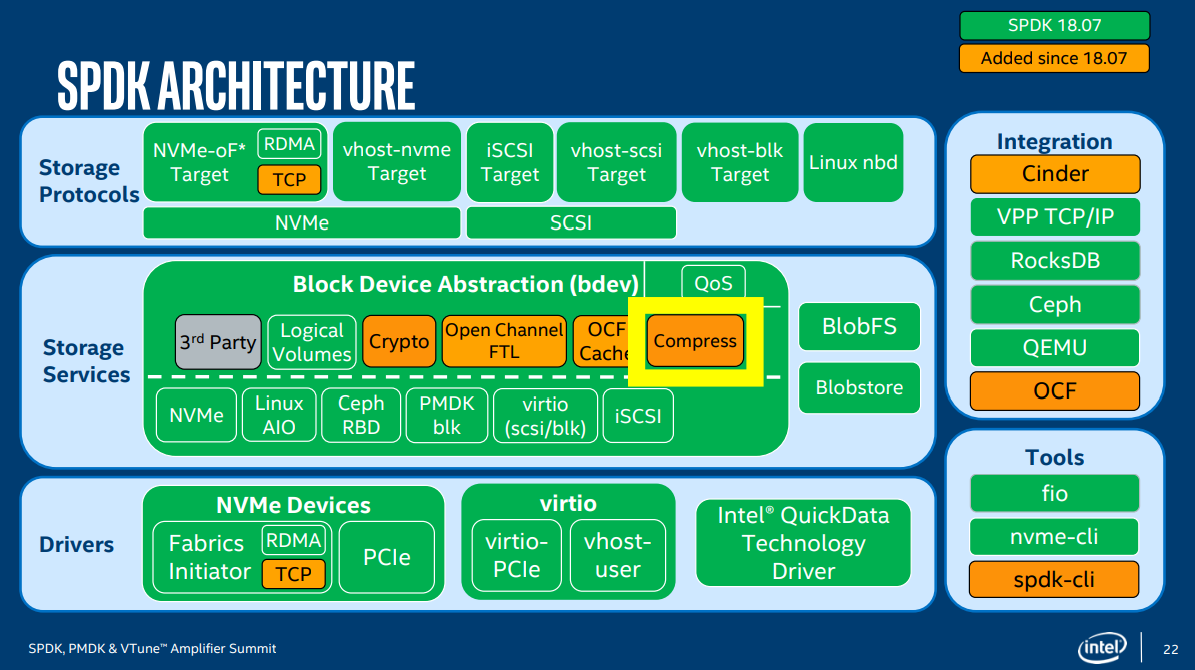 SPDK 18.07
Added since 18.07
SPDK ARCHITECTURE
Storage
Protocols
NVMe-oF*
Target
RDMA
TCP
vhost-nvme
Target
iSCSI
Target
vhost-scsi
Target
vhost-blk
Target
Linux nbd
NVMe
SCSI
Storage
Services
Block Device Abstraction (bdev)
QoS
3rd Party
Logical
Volumes
Crypto
Open Channel
FTL
OCF
Cache
Compress
NVMe
Linux
AIO
Ceph
RBD
PMDK
blk
virtio
(scsi/blk)
iSCSI
BlobFS
Blobstore
Drivers
NVMe Devices
Fabrics
Initiator
RDMA
TCP
PCIe
virtio
virtio-
PCIe
vhost-
user
Intel® QuickData
Technology
Driver
Integration
Cinder
VPP TCP/IP
RocksDB
Ceph
QEMU
OCF
Tools
fio
nvme-cli
spdk-cli
SPDK, PMDK & VTune™ Amplifier Summit
intel
22